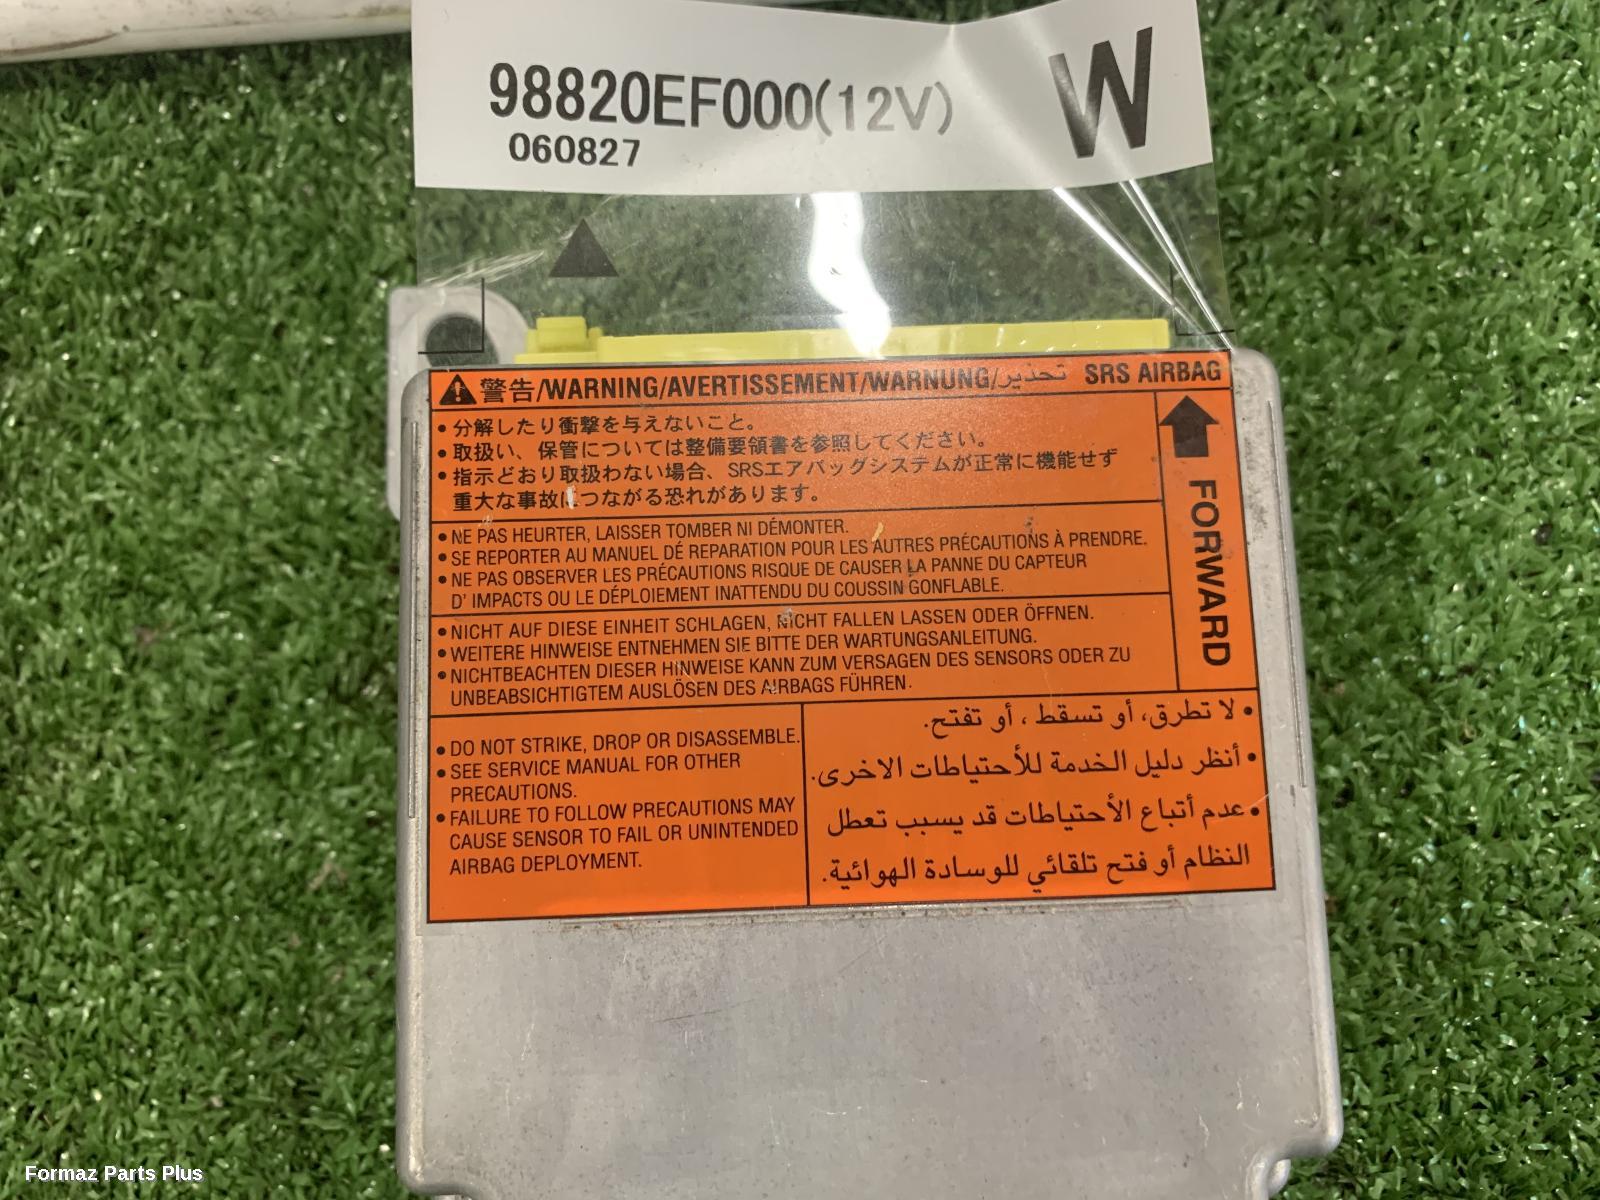 98820EF000(12V)
W
060827
警告/WARNING/AVERTISSEMENT/WARNUNG/تحذير SRS AIRBAG
• 分解したり衝撃を与えないこと。
• 取扱い、保管については整備要領書を参照してください。
• 指示どおり取扱わない場合、SRSエアバッグシステムが正常に機能せず
重大な事故につながる恐れがあります。
FORWARD
• NE PAS HEURTER, LAISSER TOMBER NI DÉMONTER.
• SE REPORTER AU MANUEL DÉ REPARATION POUR LES AUTRES PRÉCAUTIONS À PRENDRE.
• NE PAS OBSERVER LES PRÉCAUTIONS RISQUE DE CAUSER LA PANNE DU CAPTEUR
D' IMPACTS OU LE DÉPLOIEMENT INATTENDU DU COUSSIN GONFLABLE.
• NICHT AUF DIESE EINHEIT SCHLAGEN, NICHT FALLEN LASSEN ODER ÖFFNEN.
• WEITERE HINWEISE ENTNEHMEN SIE BITTE DER WARTUNGSANLEITUNG.
• NICHTBEACHTEN DIESER HINWEISE KANN ZUM VERSAGEN DES SENSORS ODER ZU
UNBEABSICHTIGTEM AUSLÖSEN DES AIRBAGS FÜHREN.
• DO NOT STRIKE, DROP OR DISASSEMBLE.
• SEE SERVICE MANUAL FOR OTHER
PRECAUTIONS.
• FAILURE TO FOLLOW PRECAUTIONS MAY
CAUSE SENSOR TO FAIL OR UNINTENDED
AIRBAG DEPLOYMENT.
• لا تطرق، أو تسقط ، أو تفتح.
• أنظر دليل الخدمة للأحتياطات الاخرى.
• عدم أتباع الأحتياطات قد يسبب تعطل
النظام أو فتح تلقائي للوسادة الهوائية.
Formaz Parts Plus